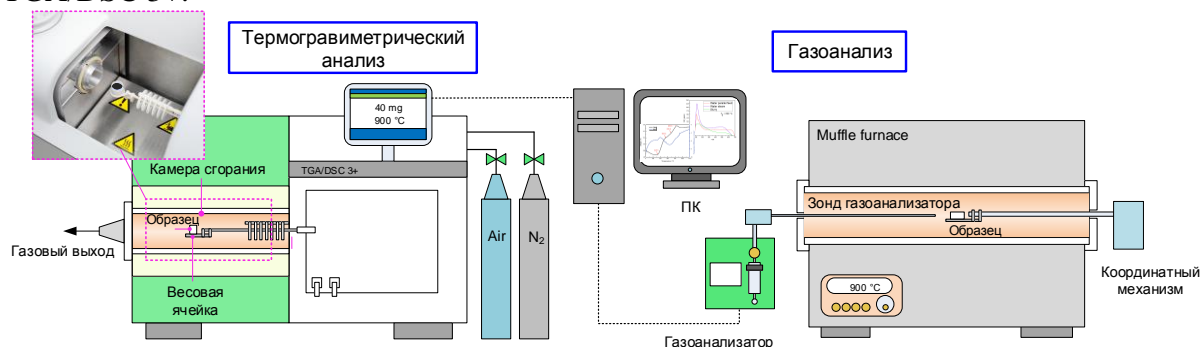 Термогравиметрический
анализ
Газоанализ
40 mg
900 °C
Muffle furnace
Камера сгорания
TGA/DSC 3+
ПК
Зонд газоанализатора
Образец
Образец
Air
N₂
Газовый выход
Весовая
ячейка
900 °C
Координатный
механизм
Газоанализатор